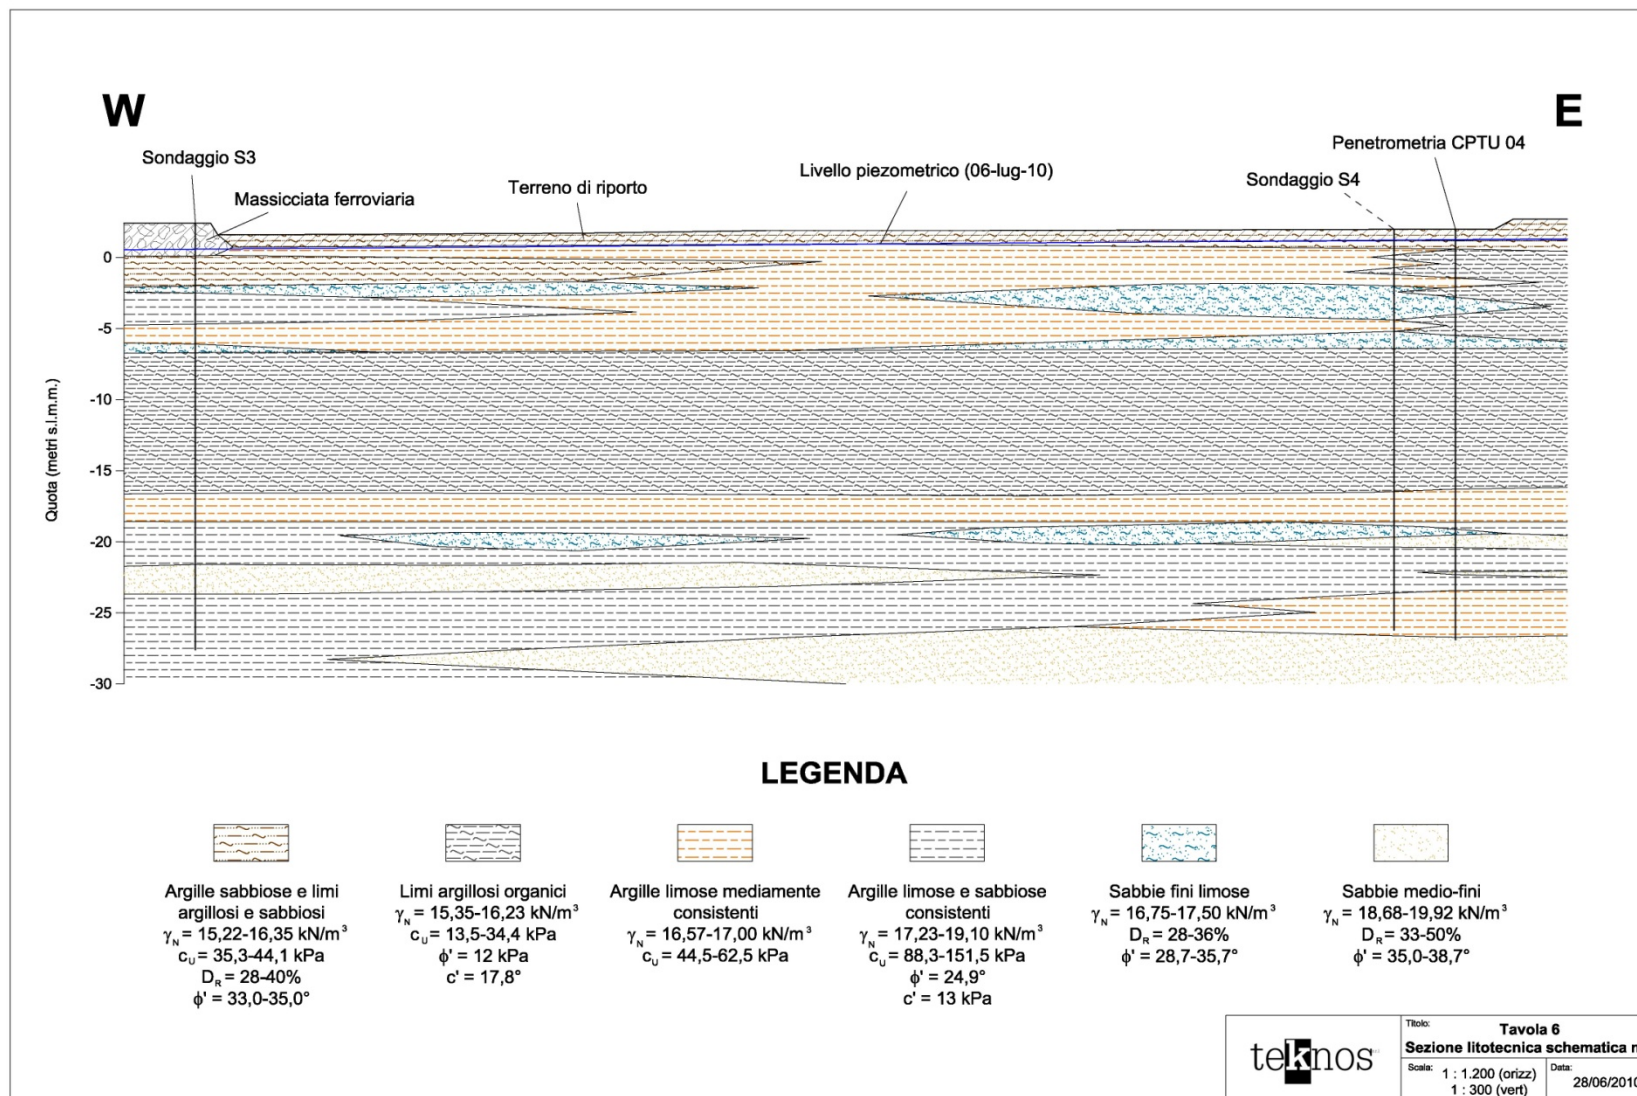 W
E
Sondaggio S3
Massicciata ferroviaria
Terreno di riporto
Livello piezometrico (06-lug-10)
Penetrometria CPTU 04
Sondaggio S4
Quota (metri s.l.m.m.)
0
-5
-10
-15
-20
-25
-30
LEGENDA
Argille sabbiose e limi
argillosi e sabbiosi
γN = 15,22-16,35 kN/m³
cU = 35,3-44,1 kPa
DR = 28-40%
ϕ' = 33,0-35,0°
Limi argillosi organici
γN = 15,35-16,23 kN/m³
cU = 13,5-34,4 kPa
ϕ' = 12 kPa
c' = 17,8°
Argille limose mediamente
consistenti
γN = 16,57-17,00 kN/m³
cU = 44,5-62,5 kPa
Argille limose e sabbiose
consistenti
γN = 17,23-19,10 kN/m³
cU = 88,3-151,5 kPa
ϕ' = 24,9°
c' = 13 kPa
Sabbie fini limose
γN = 16,75-17,50 kN/m³
DR = 28-36%
ϕ' = 28,7-35,7°
Sabbie medio-fini
γN = 18,68-19,92 kN/m³
DR = 33-50%
ϕ' = 35,0-38,7°
teknos
Titolo:
Tavola 6
Sezione litotecnica schematica n
Scala:
1 : 1.200 (orizz)
1 : 300 (vert)
Data:
28/06/2010